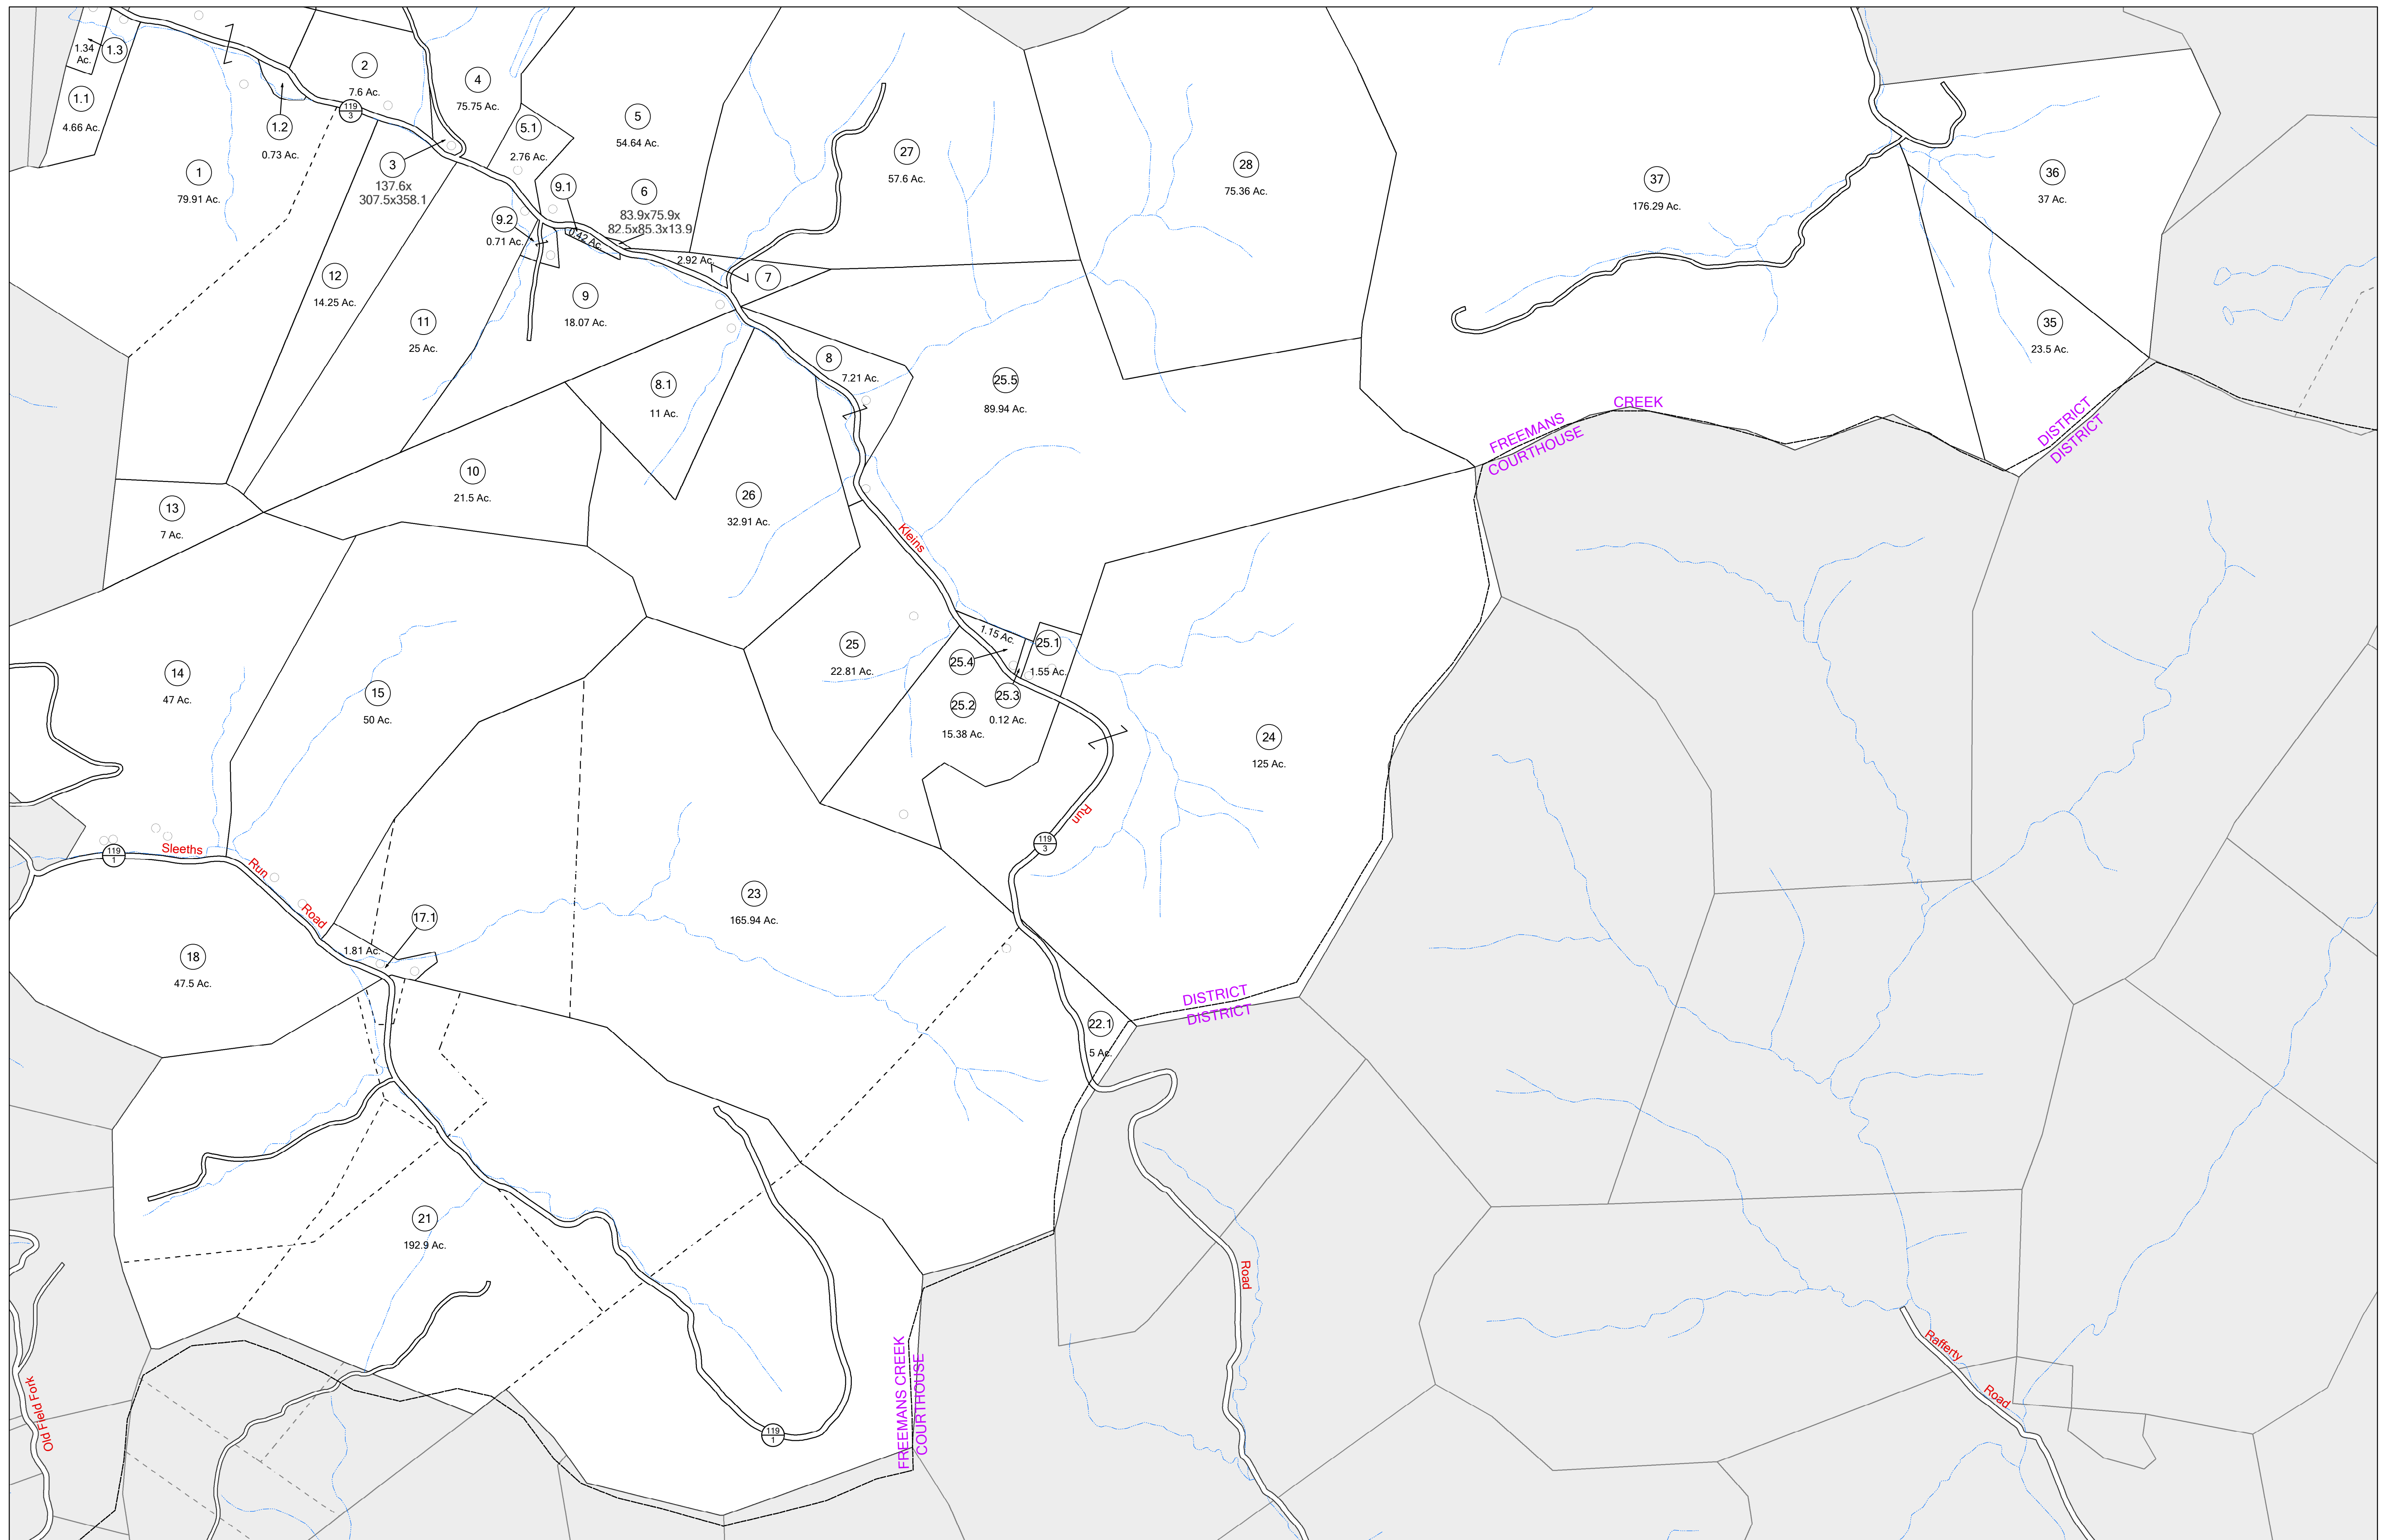 1.34
Ac.
1.3
1.1
4.66 Ac.
1
79.91 Ac.
1.2
0.73 Ac.
2
7.6 Ac.
119
3
3
137.6x
307.5x358.1
4
75.75 Ac.
5.1
2.76 Ac.
5
54.64 Ac.
9.1
0.42 Ac.
9.2
0.71 Ac.
6
83.9x75.9x
82.5x85.3x13.9
2.92 Ac.
7
27
57.6 Ac.
28
75.36 Ac.
37
176.29 Ac.
36
37 Ac.
35
23.5 Ac.
12
14.25 Ac.
11
25 Ac.
9
18.07 Ac.
8
7.21 Ac.
8.1
11 Ac.
25.5
89.94 Ac.
FREEMANS
CREEK
COURTHOUSE
DISTRICT
DISTRICT
10
21.5 Ac.
13
7 Ac.
26
32.91 Ac.
Kleins
14
47 Ac.
15
50 Ac.
25
22.81 Ac.
1.15 Ac.
25.4
25.1
1.55 Ac.
25.3
0.12 Ac.
25.2
15.38 Ac.
24
125 Ac.
Run
119
3
119
1
Sleeths
Run
Road
17.1
1.81 Ac.
18
47.5 Ac.
23
165.94 Ac.
DISTRICT
DISTRICT
22.1
5 Ac.
21
192.9 Ac.
Road
Rafferty
Road
Old Field Fork
119
1
FREEMANS CREEK
COURTHOUSE